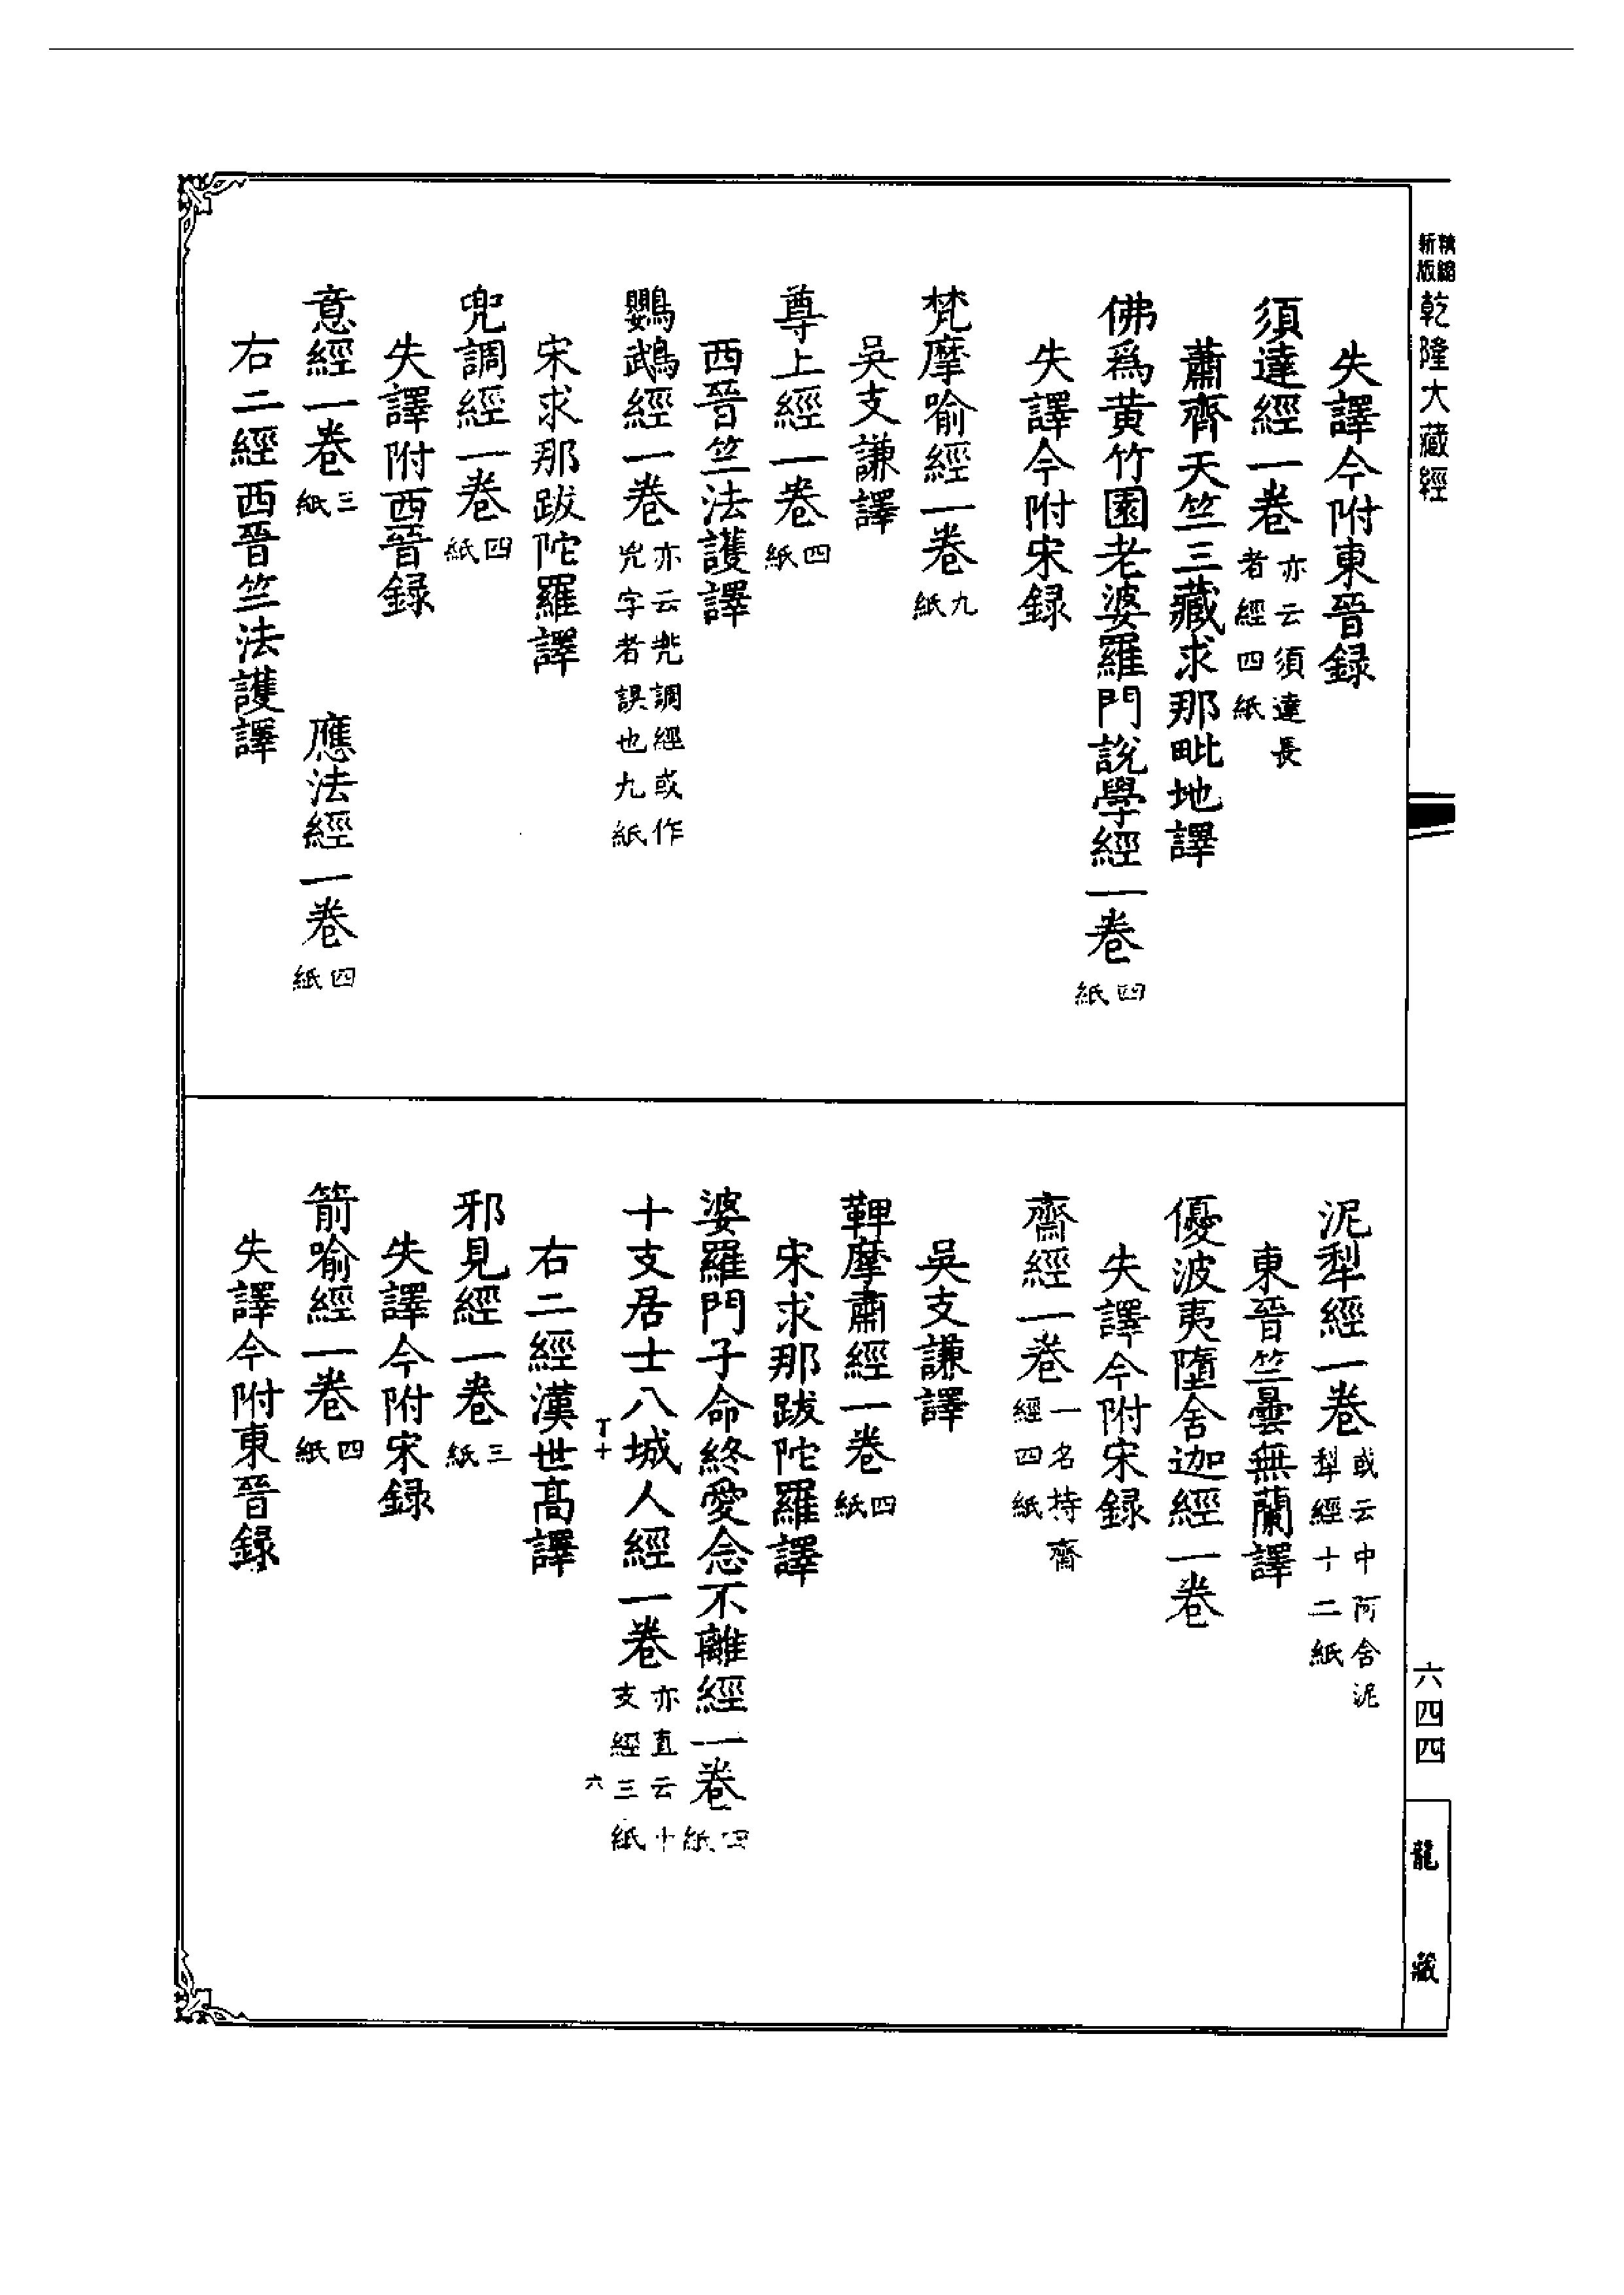 精縮
新版
乾隆大藏經
失譯今附東晉録
須達經一卷亦云須達長者經四紙
蕭齊天竺三藏求那毗地譯
佛爲黄竹園老婆羅門説學經一卷四紙
失譯今附宋録
梵摩喻經一卷九紙
吳支謙譯
尊上經一卷四紙
西晉竺法護譯
鸚鵡經一卷亦云兜調經或作兜字者誤也九紙
宋求那跋陀羅譯
兜調經一卷四紙
失譯附西晉録
意經一卷三紙 應法經一卷四紙
右二經西晉竺法護譯
泥犁經一卷或云中阿含泥犁經十二紙
東晉竺曇無蘭譯
優波夷墮舍迦經一卷
失譯今附宋録
齋經一卷一名持齋經四紙
吳支謙譯
鞞摩肅經一卷四紙
宋求那跋陀羅譯
婆羅門子命終愛念不離經一卷四紙
十支居士八城人經一卷亦直云十支經三紙
丁十 六
右二經漢世高譯
邪見經一卷三紙
失譯今附宋録
箭喻經一卷四紙
失譯今附東晉録
六四四
龍藏